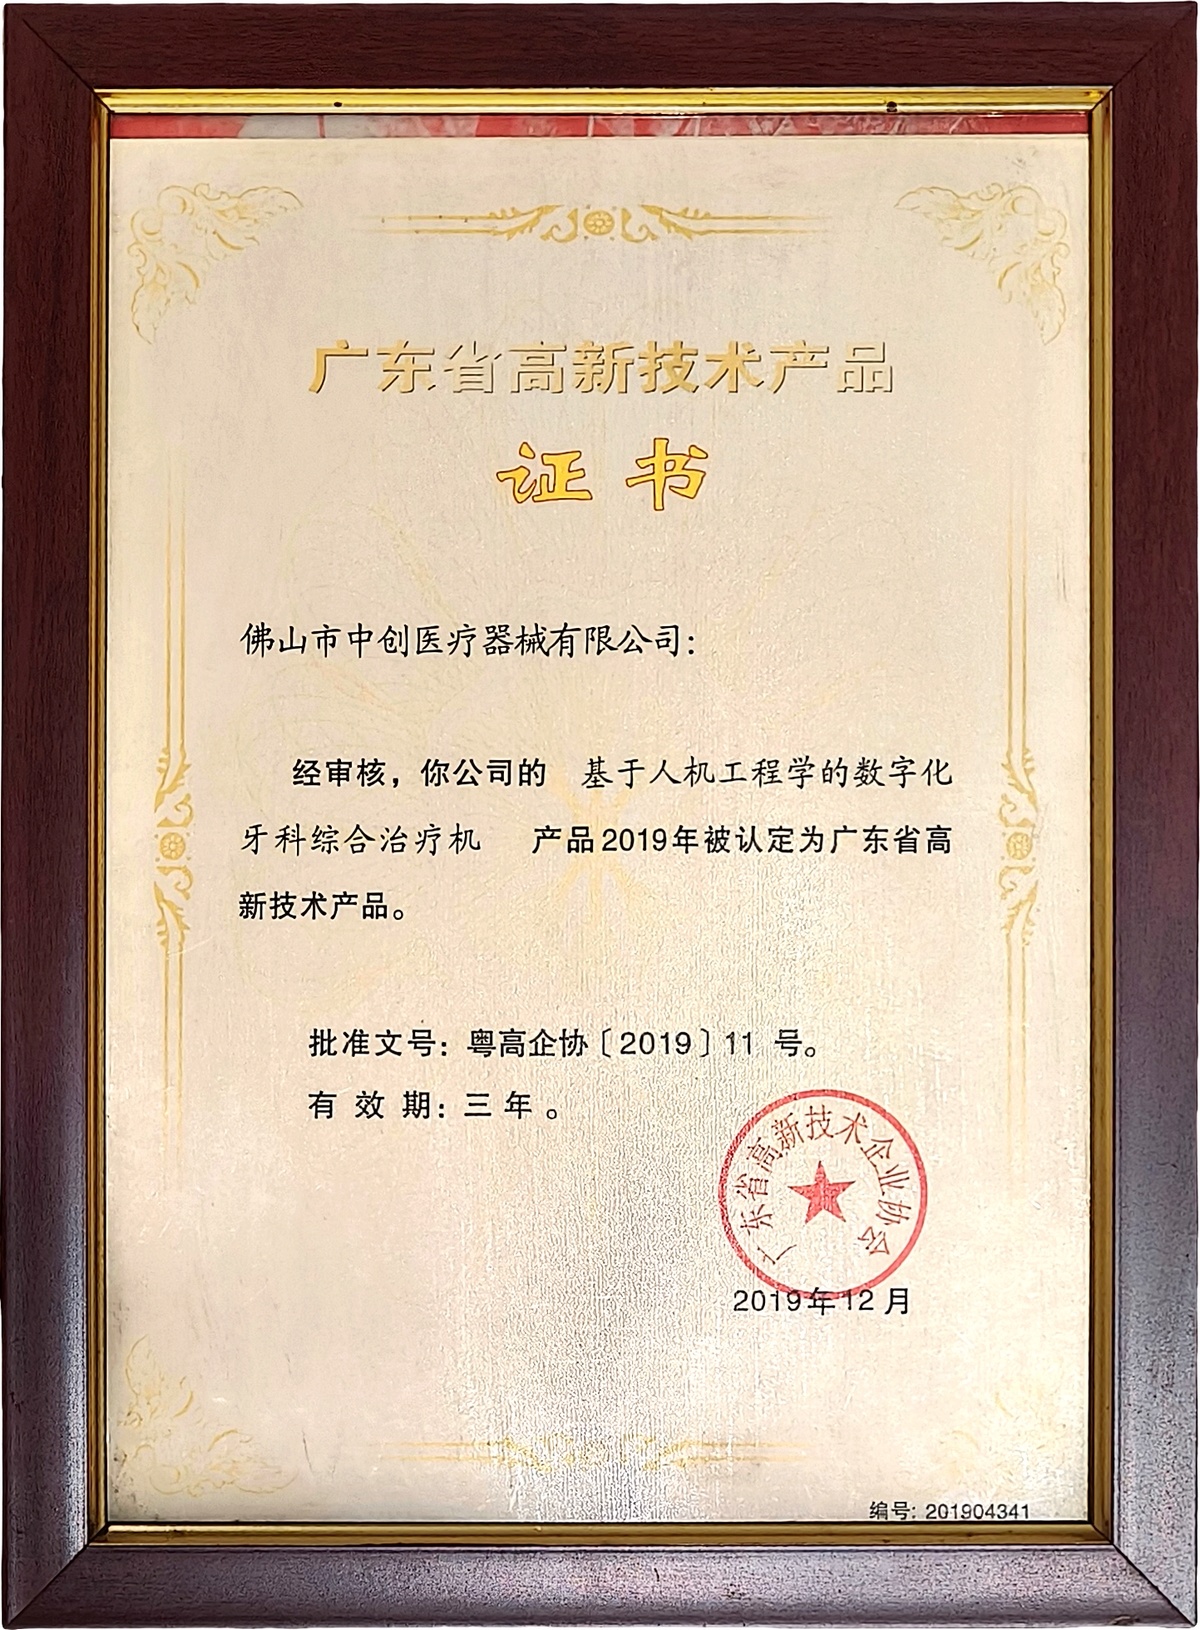 广东省高新技术产品
证书
佛山市中创医疗器械有限公司：
经审核，你公司的 基于人机工程学的数字化
牙科综合治疗机 产品2019年被认定为广东省高
新技术产品。
批准文号：粤高企协〔2019〕11 号。
有 效 期：三 年 。
广东省高新技术企业协会
2019年12月
编号：201904341